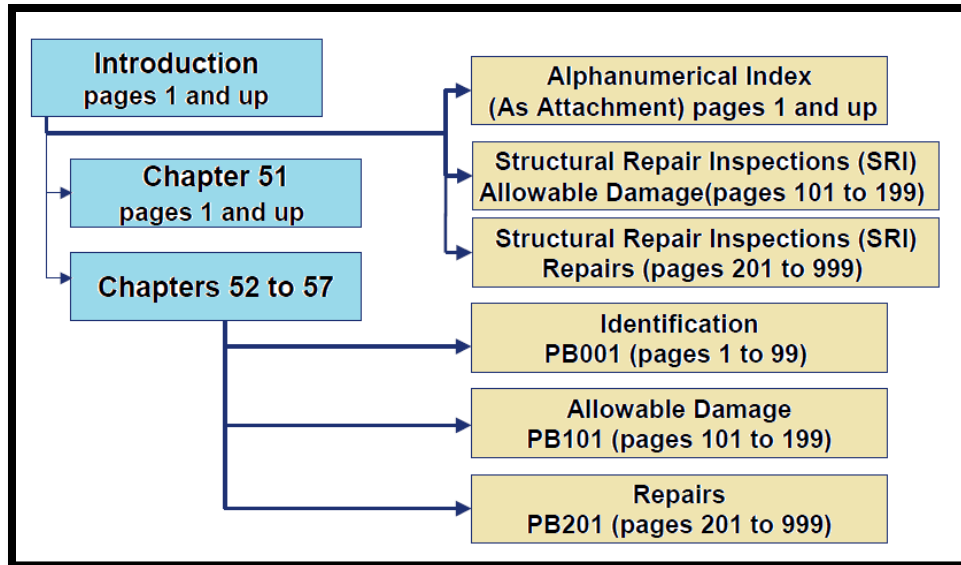 Introduction
pages 1 and up
Alphanumerical Index
(As Attachment) pages 1 and up
Structural Repair Inspections (SRI)
Allowable Damage(pages 101 to 199)
Structural Repair Inspections (SRI)
Repairs (pages 201 to 999)
Chapter 51
pages 1 and up
Chapters 52 to 57
Identification
PB001 (pages 1 to 99)
Allowable Damage
PB101 (pages 101 to 199)
Repairs
PB201 (pages 201 to 999)